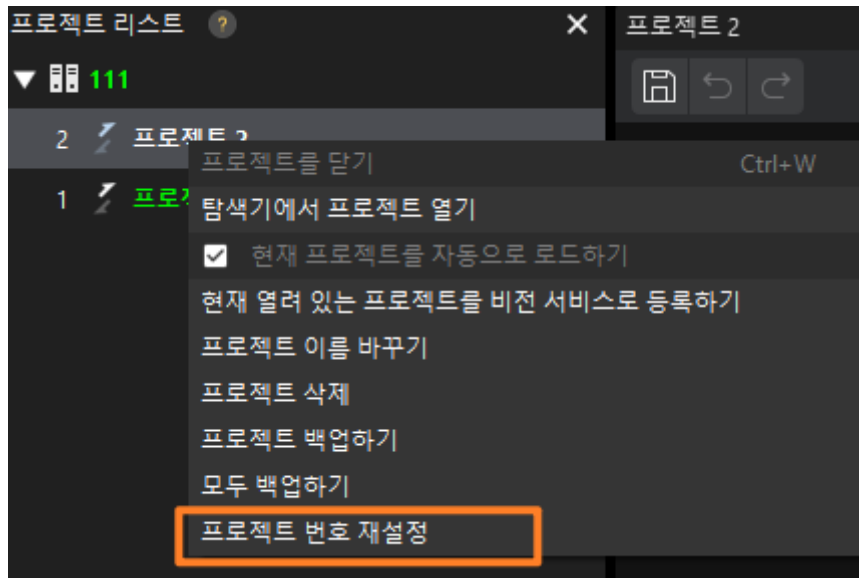 프로젝트 리스트 ?
프로젝트 2
111
2 프로젝트 2
1
프로젝트를 닫기 Ctrl+W
탐색기에서 프로젝트 열기
현재 프로젝트를 자동으로 로드하기
현재 열려 있는 프로젝트를 비전 서비스로 등록하기
프로젝트 이름 바꾸기
프로젝트 삭제
프로젝트 백업하기
모두 백업하기
프로젝트 번호 재설정